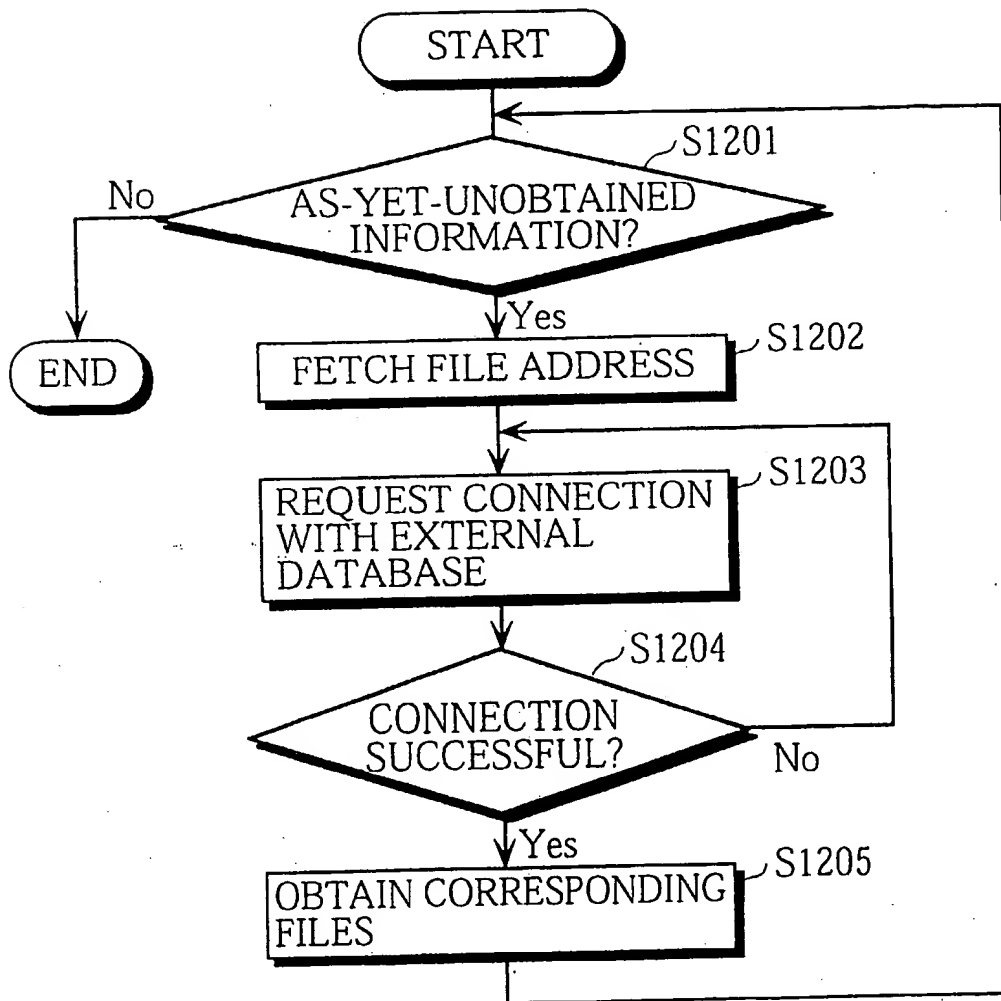 START
S1201
No
AS-YET-UNOBTAINED
INFORMATION?
Yes
END
S1202
FETCH FILE ADDRESS
S1203
REQUEST CONNECTION
WITH EXTERNAL
DATABASE
S1204
CONNECTION
SUCCESSFUL?
No
Yes
S1205
OBTAIN CORRESPONDING
FILES